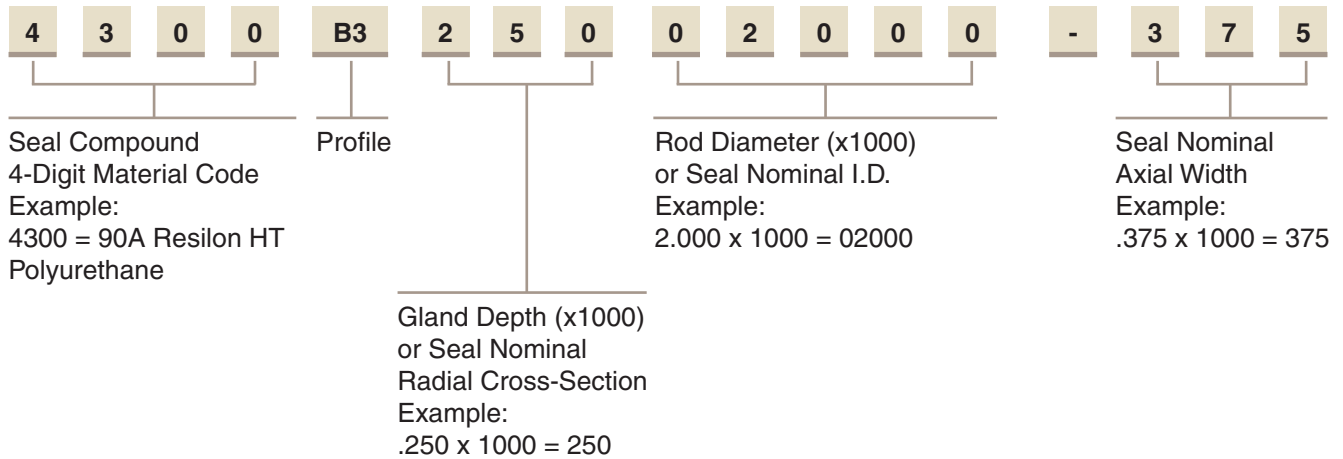 4 3 0 0 B3 2 5 0 0 2 0 0 0 - 3 7 5
Seal Compound
4-Digit Material Code
Example:
4300 = 90A Resilon HT
Polyurethane
Profile
Gland Depth (x1000)
or Seal Nominal
Radial Cross-Section
Example:
.250 x 1000 = 250
Rod Diameter (x1000)
or Seal Nominal I.D.
Example:
2.000 x 1000 = 02000
Seal Nominal
Axial Width
Example:
.375 x 1000 = 375